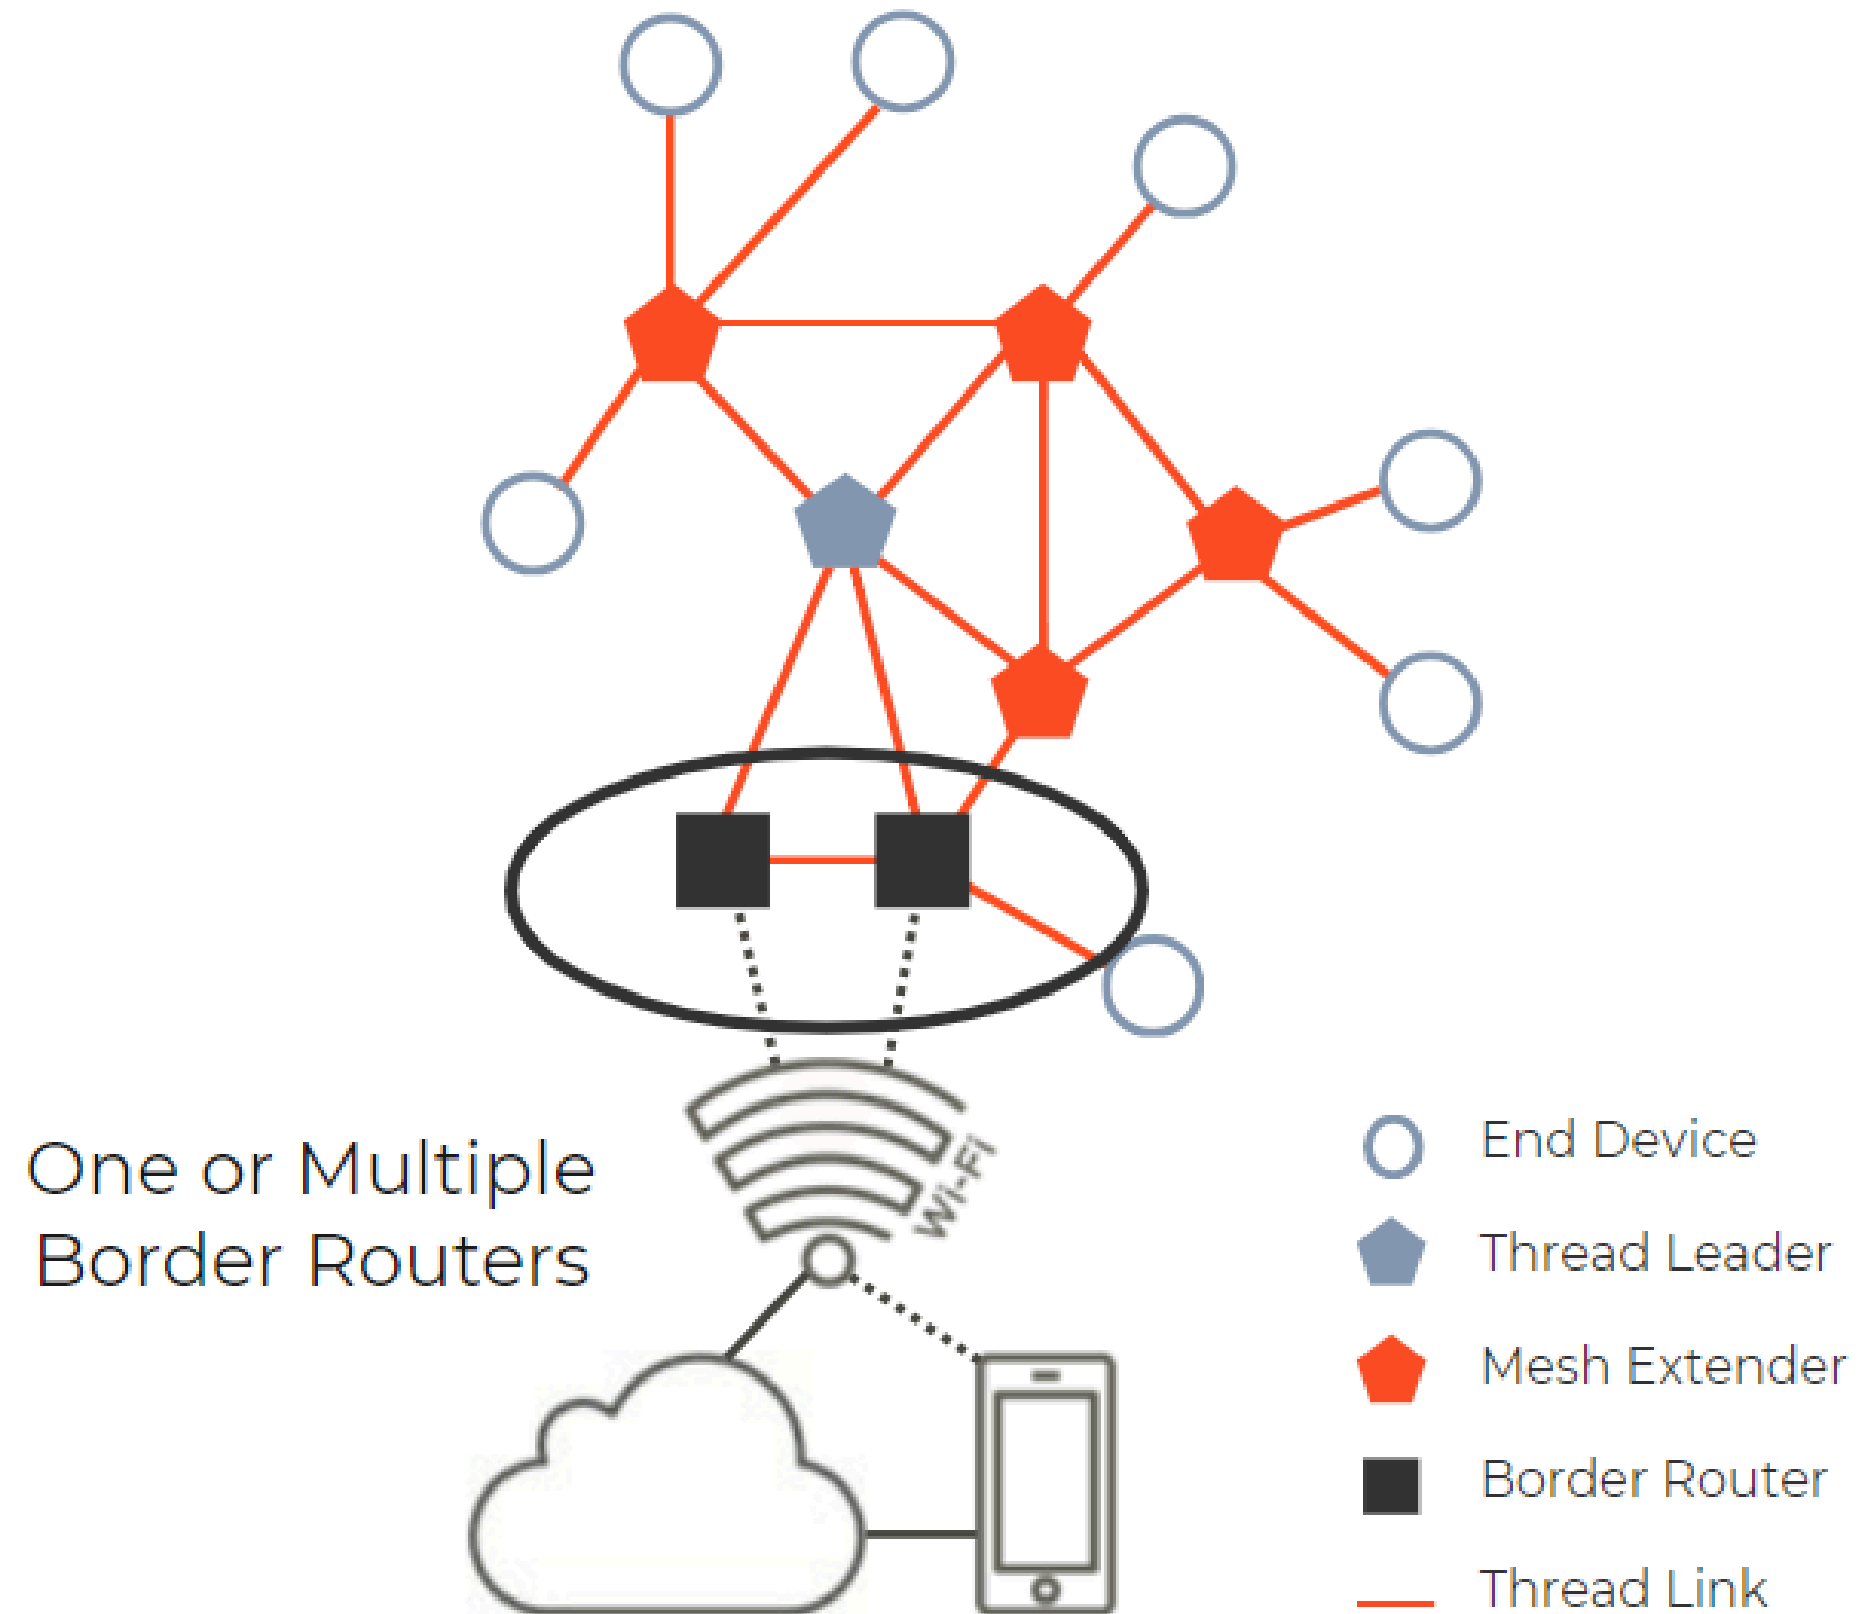 One or Multiple
Border Routers
Wi-Fi
End Device
Thread Leader
Mesh Extender
Border Router
Thread Link